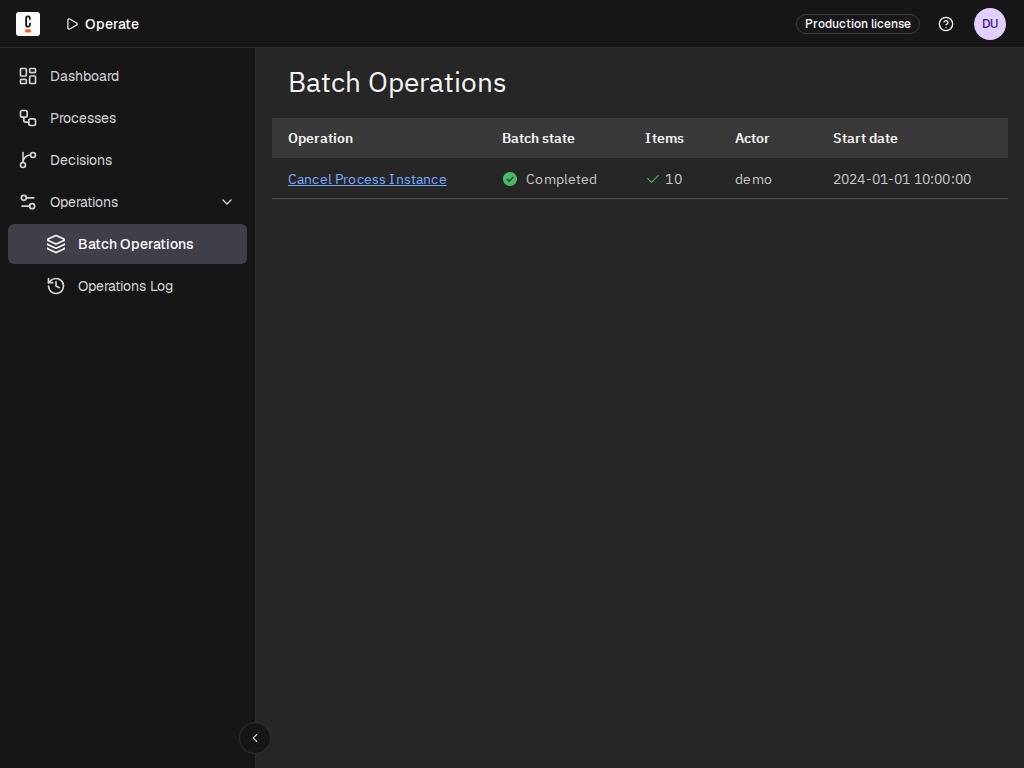 C
Operate
Production license
DU
Dashboard
Processes
Decisions
Operations
Batch Operations
Operations Log
Batch Operations
Operation Batch state Items Actor Start date
Cancel Process Instance Completed 10 demo 2024-01-01 10:00:00